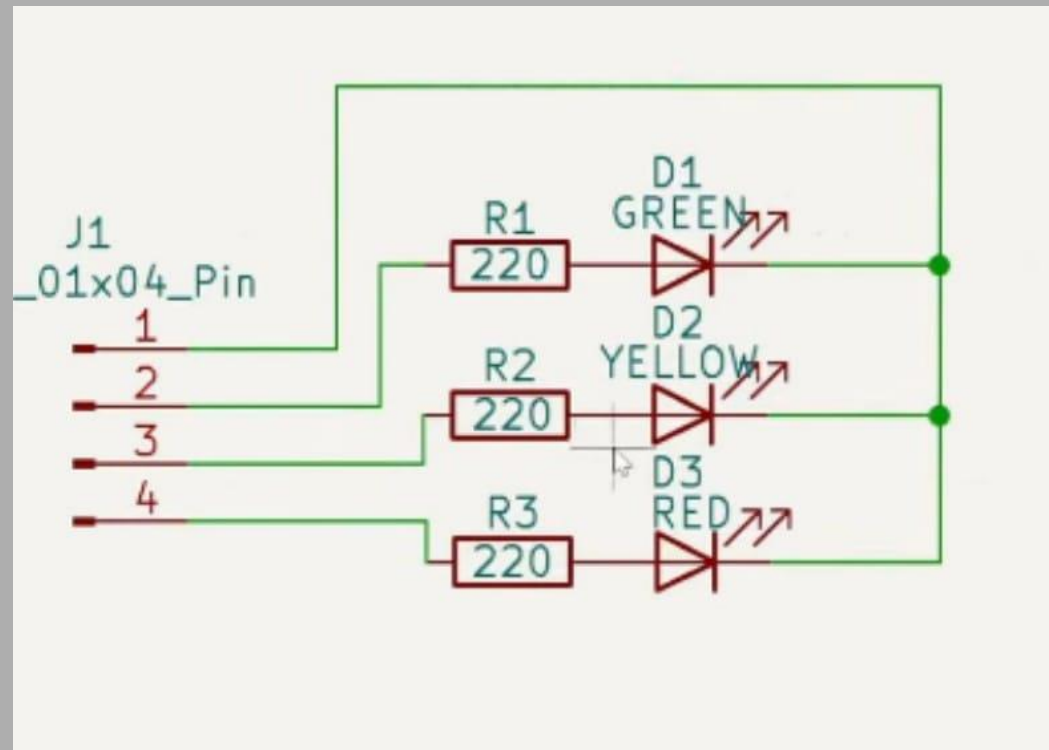 J1
_01x04_Pin
1
2
3
4
R1
220
D1
GREEN
R2
220
D2
YELLOW
R3
220
D3
RED